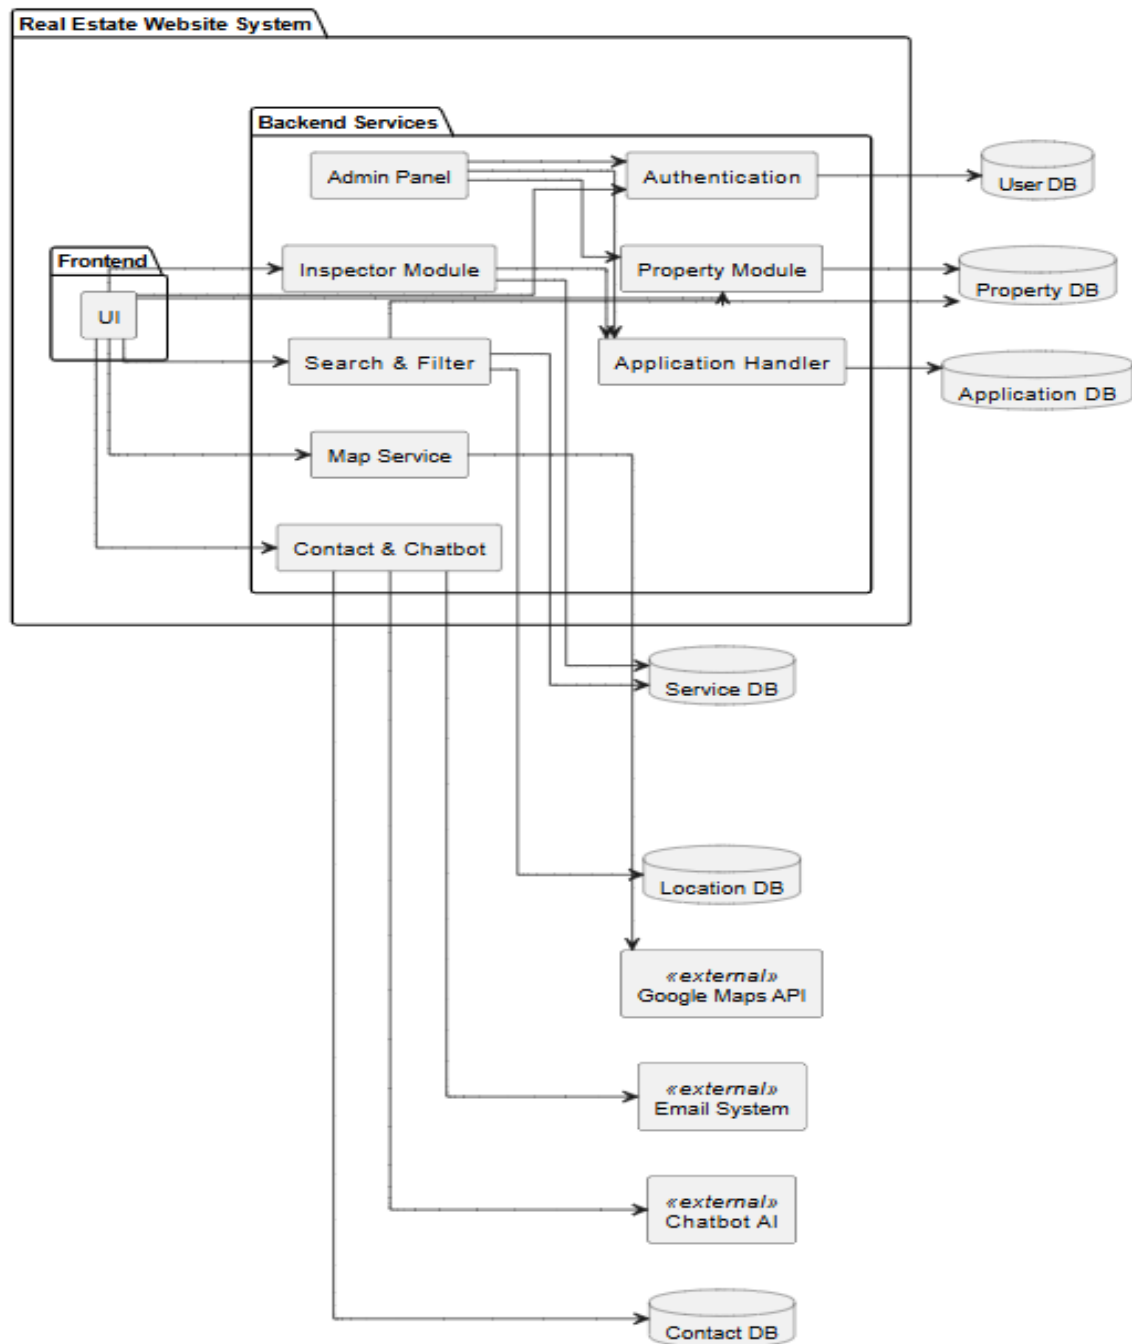 Real Estate Website System
Backend Services
Admin Panel
Authentication
User DB
Frontend
Inspector Module
Property Module
Property DB
UI
Search & Filter
Application Handler
Application DB
Map Service
Contact & Chatbot
Service DB
Location DB
«external»
Google Maps API
«external»
Email System
«external»
Chatbot AI
Contact DB